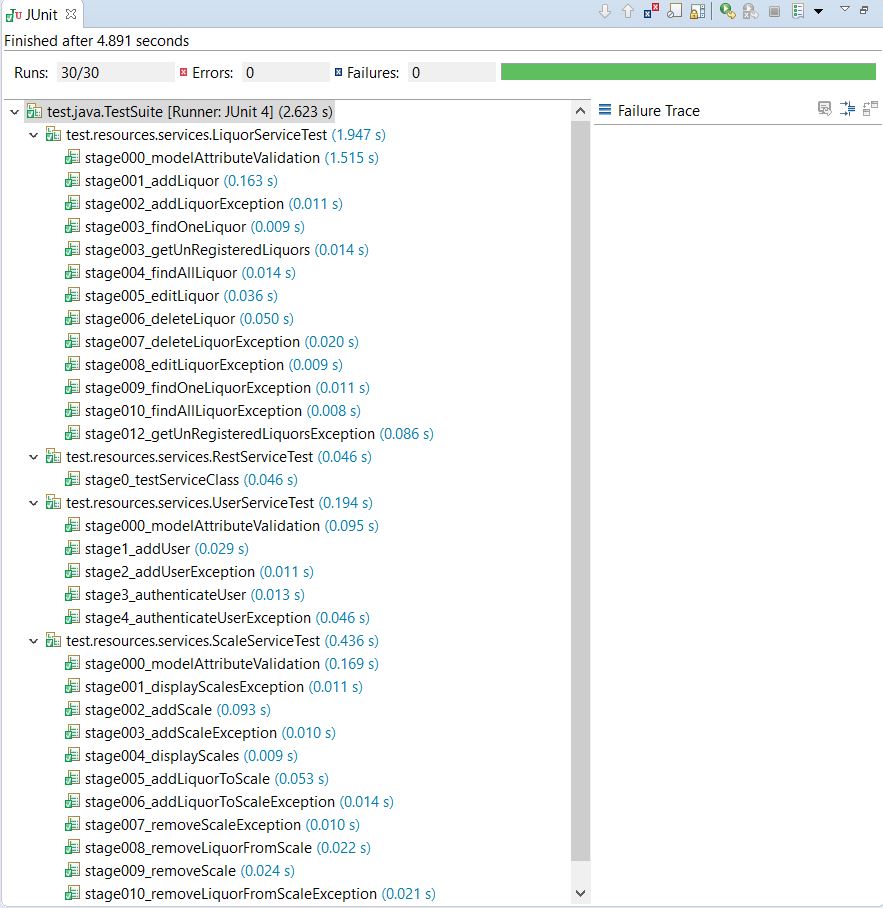 JUnit
Finished after 4.891 seconds
Runs: 30/30 Errors: 0 Failures: 0
test.java.TestSuite [Runner: JUnit 4] (2.623 s)
Failure Trace
test.resources.services.LiquorServiceTest (1.947 s)
stage000_modelAttributeValidation (1.515 s)
stage001_addLiquor (0.163 s)
stage002_addLiquorException (0.011 s)
stage003_findOneLiquor (0.009 s)
stage003_getUnRegisteredLiquors (0.014 s)
stage004_findAllLiquor (0.014 s)
stage005_editLiquor (0.036 s)
stage006_deleteLiquor (0.050 s)
stage007_deleteLiquorException (0.020 s)
stage008_editLiquorException (0.009 s)
stage009_findOneLiquorException (0.011 s)
stage010_findAllLiquorException (0.008 s)
stage012_getUnRegisteredLiquorsException (0.086 s)
test.resources.services.RestServiceTest (0.046 s)
stage0_testServiceClass (0.046 s)
test.resources.services.UserServiceTest (0.194 s)
stage000_modelAttributeValidation (0.095 s)
stage1_addUser (0.029 s)
stage2_addUserException (0.011 s)
stage3_authenticateUser (0.013 s)
stage4_authenticateUserException (0.046 s)
test.resources.services.ScaleServiceTest (0.436 s)
stage000_modelAttributeValidation (0.169 s)
stage001_displayScalesException (0.011 s)
stage002_addScale (0.093 s)
stage003_addScaleException (0.010 s)
stage004_displayScales (0.009 s)
stage005_addLiquorToScale (0.053 s)
stage006_addLiquorToScaleException (0.014 s)
stage007_removeScaleException (0.010 s)
stage008_removeLiquorFromScale (0.022 s)
stage009_removeScale (0.024 s)
stage010_removeLiquorFromScaleException (0.021 s)